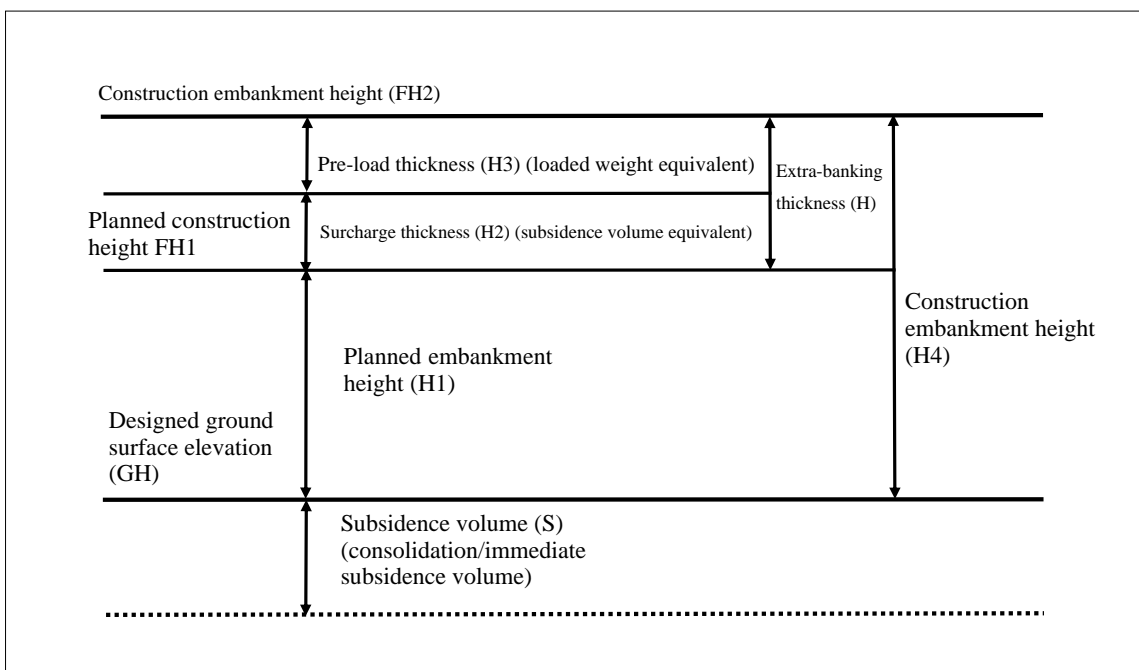 Construction embankment height (FH2)
Pre-load thickness (H3) (loaded weight equivalent)
Extra-banking
thickness (H)
Planned construction
height FH1
Surcharge thickness (H2) (subsidence volume equivalent)
Construction
embankment height
(H4)
Planned embankment
height (H1)
Designed ground
surface elevation
(GH)
Subsidence volume (S)
(consolidation/immediate
subsidence volume)